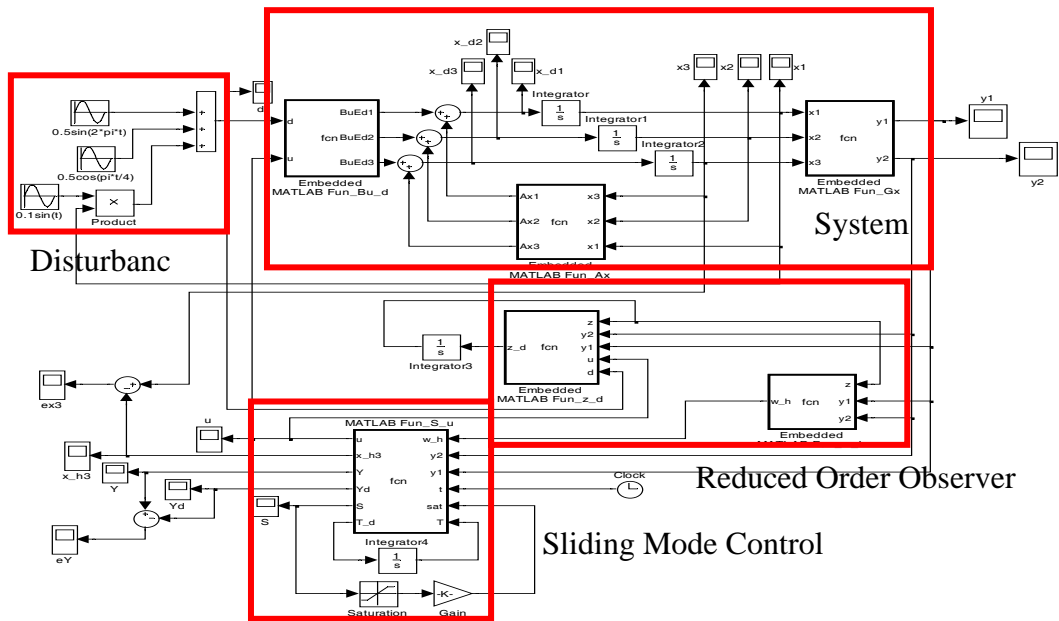 x_d2
x_d3
x_d1
x3
x2
x1
Integrator
Integrator1
Integrator2
1
s
1
s
1
s
d
d
u
fcn
BuEd1
BuEd2
BuEd3
Embedded
MATLAB Fun_Bu_d
+
+
+
0.5sin(2*pi*t)
0.5cos(pi*t/4)
0.1sin(t)
×
Product
Disturbanc
++
++
++
x1
x2
x3
fcn
y1
y2
Embedded
MATLAB Fun_Gx
y1
y2
Ax1
Ax2
Ax3
fcn
x3
x2
x1
Embedded
MATLAB Fun_Ax
System
z_d
fcn
z
y2
y1
u
d
Embedded
MATLAB Fun_z_d
1
s
Integrator3
w_h
fcn
z
y1
y2
Embedded
Reduced Order Observer
- +
ex3
u
x_h3
Y
Yd
+ -
eY
S
MATLAB Fun_S_u
u
x_h3
Y
Yd
S
T_d
fcn
w_h
y2
y1
t
sat
T
Clock
Integrator4
1
s
Saturation
-K-
Gain
Sliding Mode Control